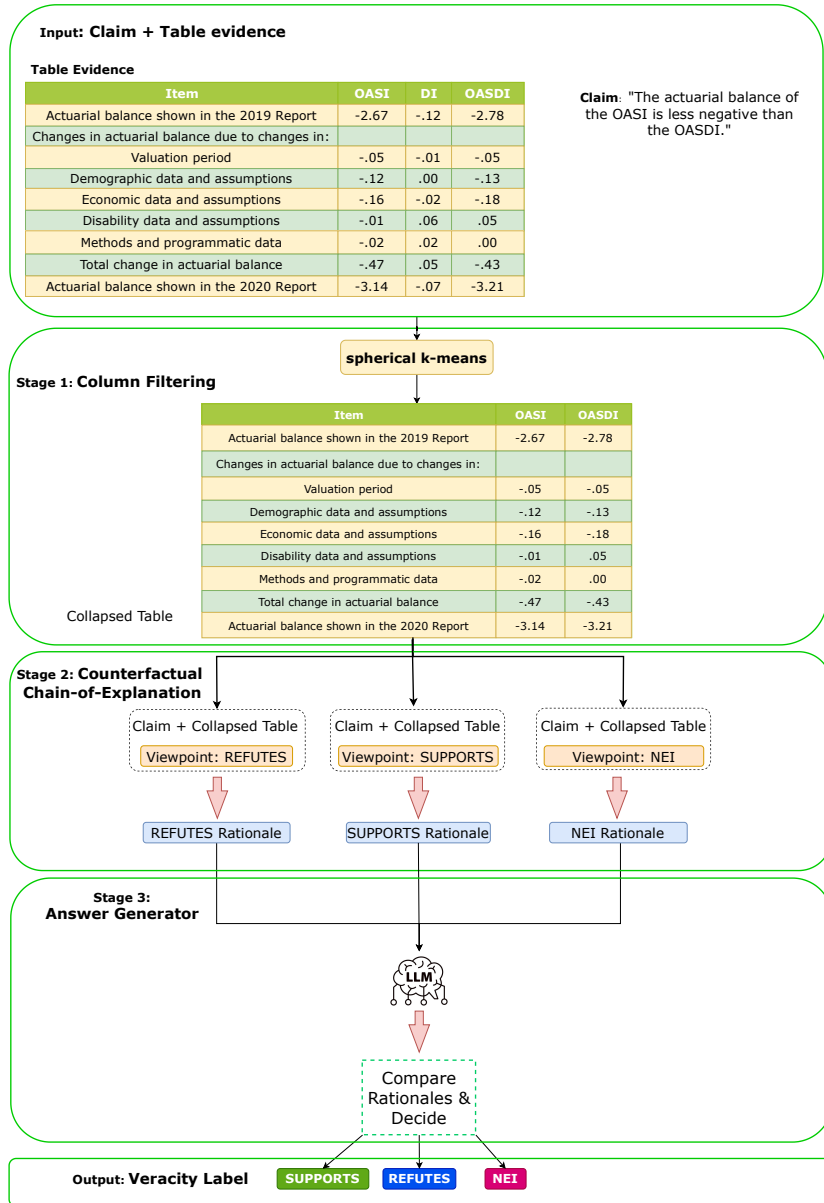 Input: Claim + Table evidence
Table Evidence
Item OASI DI OASDI
Actuarial balance shown in the 2019 Report -2.67 -.12 -2.78
Changes in actuarial balance due to changes in:
Valuation period -.05 -.01 -.05
Demographic data and assumptions -.12 .00 -.13
Economic data and assumptions -.16 -.02 -.18
Disability data and assumptions -.01 .06 .05
Methods and programmatic data -.02 .02 .00
Total change in actuarial balance -.47 .05 -.43
Actuarial balance shown in the 2020 Report -3.14 -.07 -3.21
Claim: "The actuarial balance of
the OASI is less negative than
the OASDI."
spherical k-means
Stage 1: Column Filtering
Item OASI OASDI
Actuarial balance shown in the 2019 Report -2.67 -2.78
Changes in actuarial balance due to changes in:
Valuation period -.05 -.05
Demographic data and assumptions -.12 -.13
Economic data and assumptions -.16 -.18
Disability data and assumptions -.01 .05
Methods and programmatic data -.02 .00
Total change in actuarial balance -.47 -.43
Actuarial balance shown in the 2020 Report -3.14 -3.21
Collapsed Table
Stage 2: Counterfactual
Chain-of-Explanation
Claim + Collapsed Table
Viewpoint: REFUTES
REFUTES Rationale
Claim + Collapsed Table
Viewpoint: SUPPORTS
SUPPORTS Rationale
Claim + Collapsed Table
Viewpoint: NEI
NEI Rationale
Stage 3:
Answer Generator
LLM
Compare
Rationales &
Decide
Output: Veracity Label
SUPPORTS
REFUTES
NEI